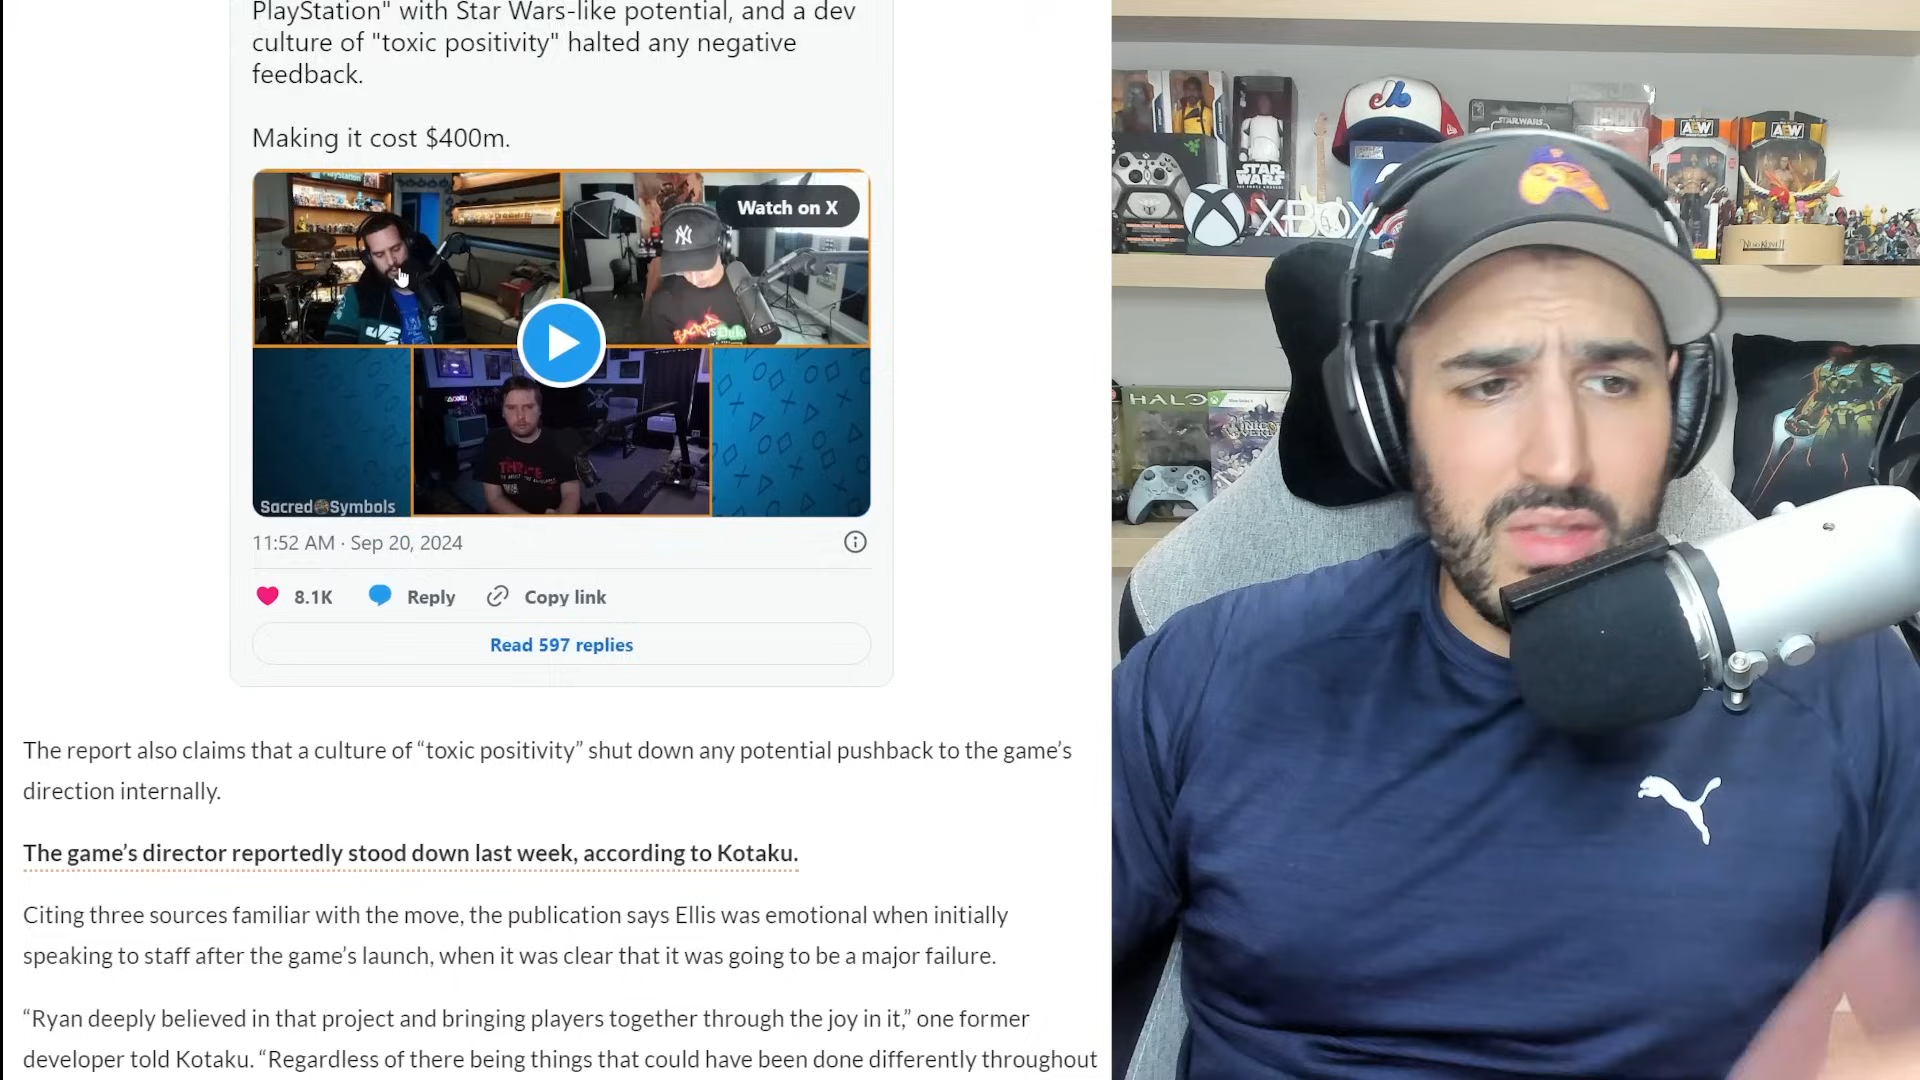 PlayStation" with Star Wars-like potential, and a dev
culture of "toxic positivity" halted any negative
feedback.
Making it cost $400m.
Watch on X
Sacred Symbols
11:52 AM · Sep 20, 2024
8.1K
Reply
Copy link
Read 597 replies
The report also claims that a culture of “toxic positivity” shut down any potential pushback to the game’s
direction internally.
The game’s director reportedly stood down last week, according to Kotaku.
Citing three sources familiar with the move, the publication says Ellis was emotional when initially
speaking to staff after the game’s launch, when it was clear that it was going to be a major failure.
“Ryan deeply believed in that project and bringing players together through the joy in it,” one former
developer told Kotaku. “Regardless of there being things that could have been done differently throughout
STAR
WARS
XBOX
STAR WARS
ROCKY
AEW
AEW
HALO